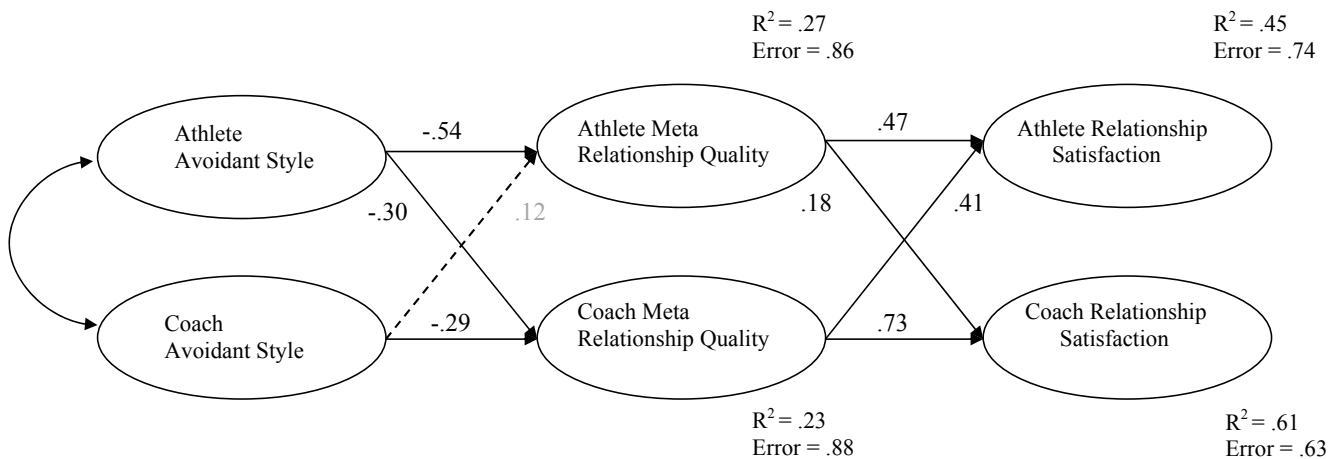 R² = .27
Error = .86
R² = .45
Error = .74
Athlete
Avoidant Style
-.54
Athlete Meta
Relationship Quality
.47
Athlete Relationship
Satisfaction
-.30
.12
.18
.41
Coach
Avoidant Style
-.29
Coach Meta
Relationship Quality
.73
Coach Relationship
Satisfaction
R² = .23
Error = .88
R² = .61
Error = .63